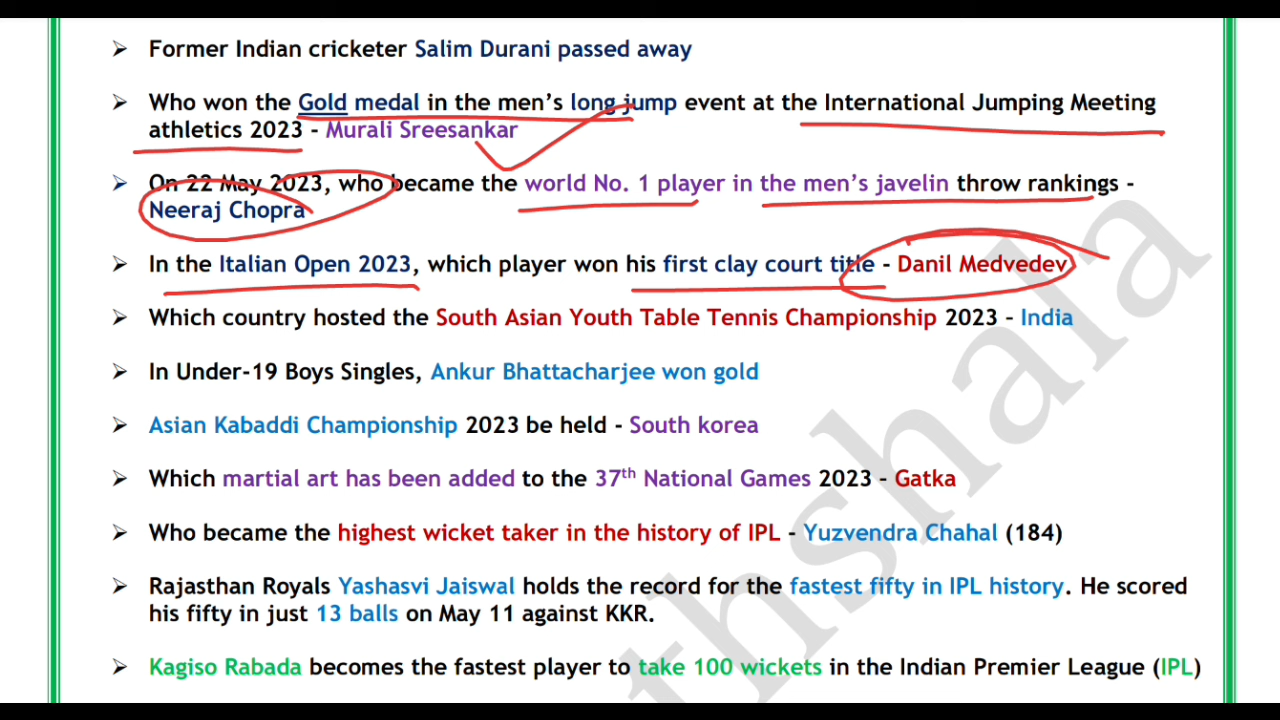 ➢ Former Indian cricketer Salim Durani passed away
➢ Who won the Gold medal in the men's long jump event at the International Jumping Meeting
athletics 2023 - Murali Sreesankar
➢ On 22 May 2023, who became the world No. 1 player in the men's javelin throw rankings -
Neeraj Chopra
➢ In the Italian Open 2023, which player won his first clay court title - Danil Medvedev
➢ Which country hosted the South Asian Youth Table Tennis Championship 2023 - India
➢ In Under-19 Boys Singles, Ankur Bhattacharjee won gold
➢ Asian Kabaddi Championship 2023 be held - South korea
➢ Which martial art has been added to the 37th National Games 2023 - Gatka
➢ Who became the highest wicket taker in the history of IPL - Yuzvendra Chahal (184)
➢ Rajasthan Royals Yashasvi Jaiswal holds the record for the fastest fifty in IPL history. He scored
his fifty in just 13 balls on May 11 against KKR.
➢ Kagiso Rabada becomes the fastest player to take 100 wickets in the Indian Premier League (IPL)